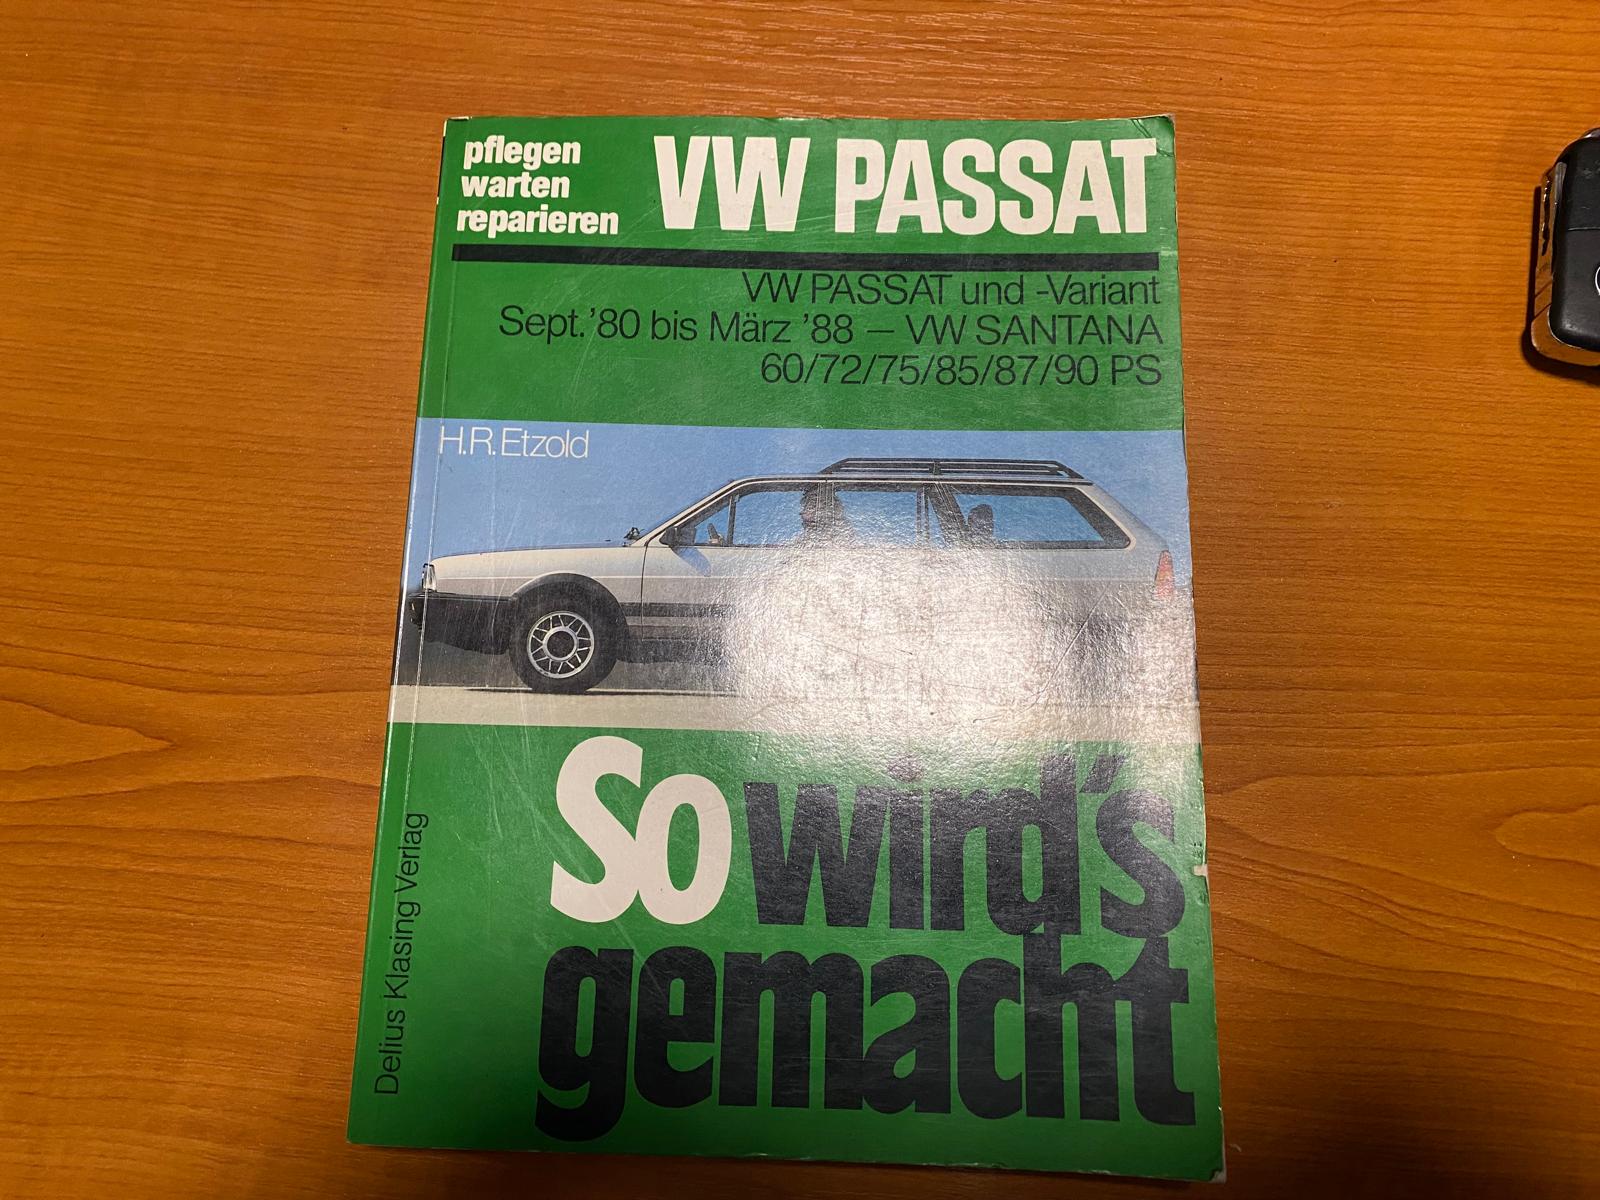 pflegen
warten
reparieren
VW PASSAT
VW PASSAT und -Variant
Sept.'80 bis März '88 – VW SANTANA
60/72/75/85/87/90 PS
H.R. Etzold
So wird's
gemacht
Delius Klasing Verlag